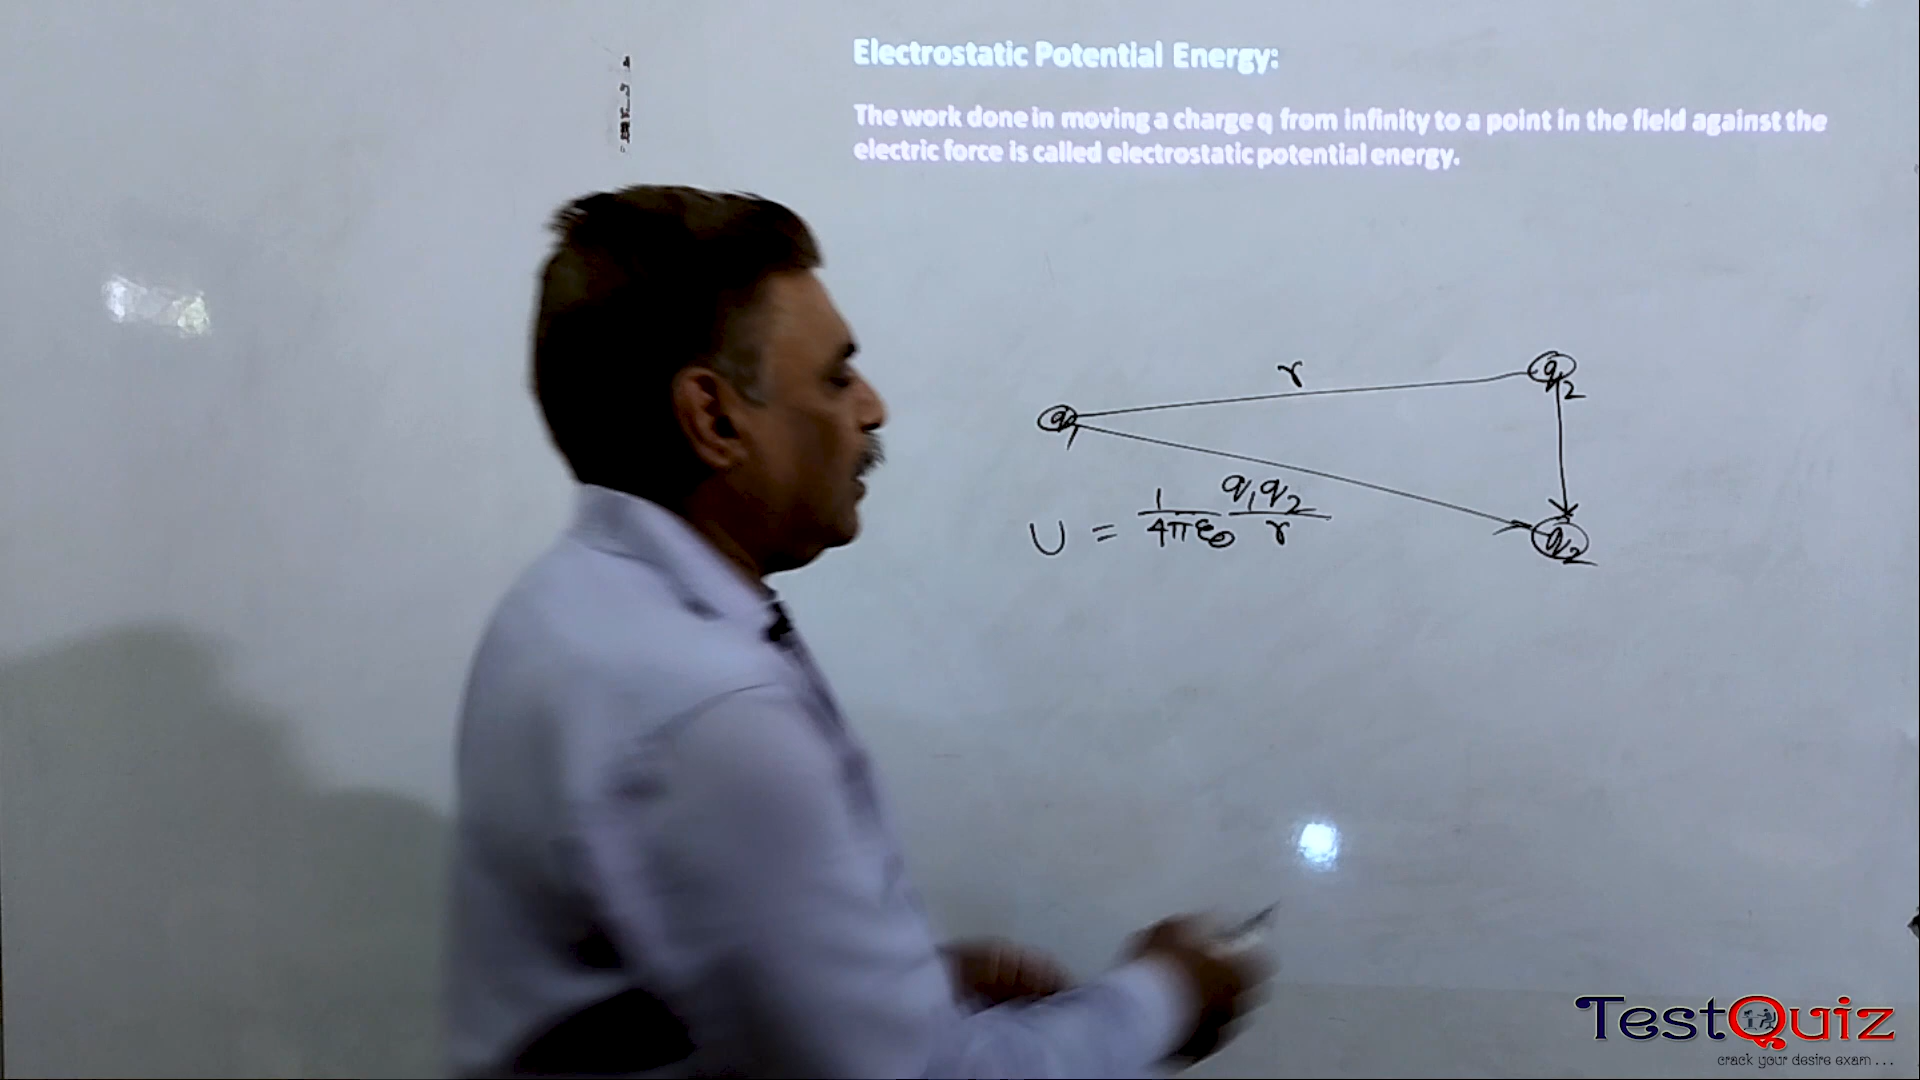 Electrostatic Potential Energy:
The work done in moving a charge q from infinity to a point in the field against the
electric force is called electrostatic potential energy.
r
q₂
q₁
U = 1/4πε₀ q₁q₂/r
q₂
TestQuiz
crack your desire exam ...